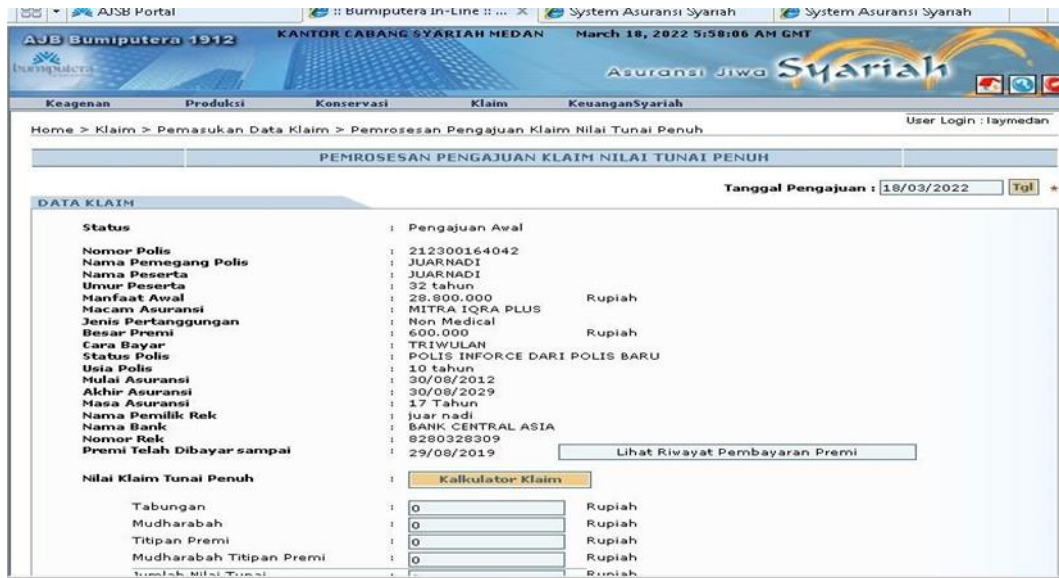 AJSB Portal :: Bumiputera In-Line :: ... System Asuransi Syariah System Asuransi Syariah
AJB Bumiputera 1912 KANTOR CABANG SYARIAH MEDAN March 18, 2022 5:58:06 AM GMT
bumiputera Asuransi Jiwa Syariah
Keagenan Produksi Konservasi Klaim KeuanganSyariah
Home > Klaim > Pemasukan Data Klaim > Pemrosesan Pengajuan Klaim Nilai Tunai Penuh User Login : laymedan
PEMROSESAN PENGAJUAN KLAIM NILAI TUNAI PENUH
Tanggal Pengajuan : 18/03/2022 Tgl *
DATA KLAIM
Status : Pengajuan Awal
Nomor Polis : 212300164042
Nama Pemegang Polis : JUARNADI
Nama Peserta : JUARNADI
Umur Peserta : 32 tahun
Manfaat Awal : 28.800.000 Rupiah
Macam Asuransi : MITRA IQRA PLUS
Jenis Pertanggungan : Non Medical
Besar Premi : 600.000 Rupiah
Cara Bayar : TRIWULAN
Status Polis : POLIS INFORCE DARI POLIS BARU
Usia Polis : 10 tahun
Mulai Asuransi : 30/08/2012
Akhir Asuransi : 30/08/2029
Masa Asuransi : 17 Tahun
Nama Pemilik Rek : juar nadi
Nama Bank : BANK CENTRAL ASIA
Nomor Rek : 8280328309
Premi Telah Dibayar sampai : 29/08/2019 Lihat Riwayat Pembayaran Premi
Nilai Klaim Tunai Penuh : Kalkulator Klaim
Tabungan : 0 Rupiah
Mudharabah : 0 Rupiah
Titipan Premi : 0 Rupiah
Mudharabah Titipan Premi : 0 Rupiah
Jumlah Nilai Tunai : Rupiah